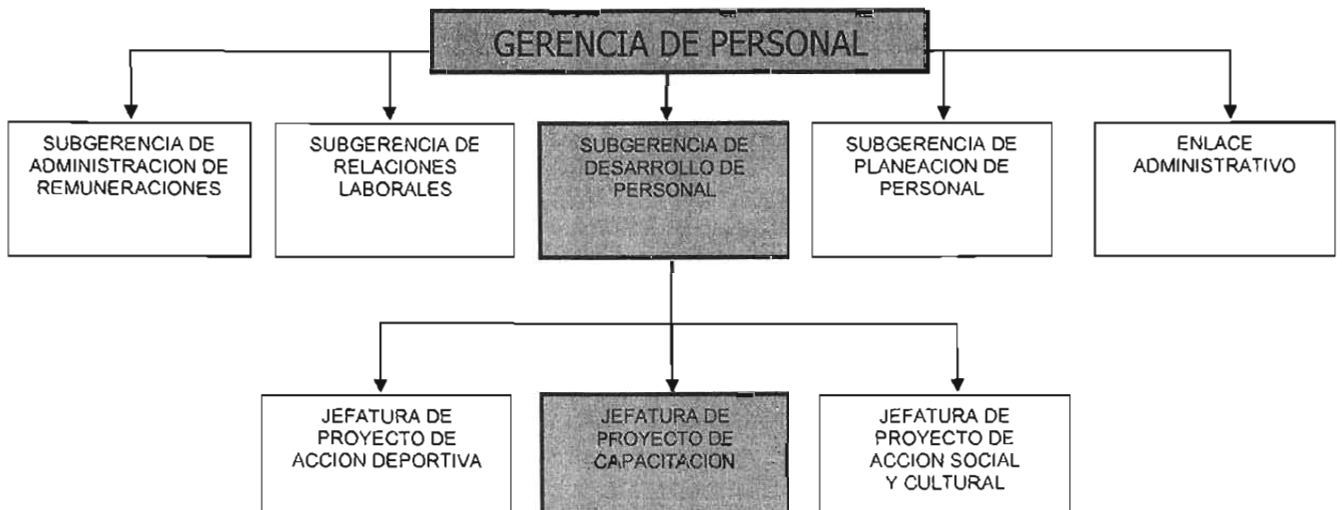 GERENCIA DE PERSONAL
SUBGERENCIA DE
ADMINISTRACION DE
REMUNERACIONES
SUBGERENCIA DE
RELACIONES
LABORALES
SUBGERENCIA DE
DESARROLLO DE
PERSONAL
SUBGERENCIA DE
PLANEACION DE
PERSONAL
ENLACE
ADMINISTRATIVO
JEFATURA DE
PROYECTO DE
ACCION DEPORTIVA
JEFATURA DE
PROYECTO DE
CAPACITACION
JEFATURA DE
PROYECTO DE
ACCION SOCIAL
Y CULTURAL